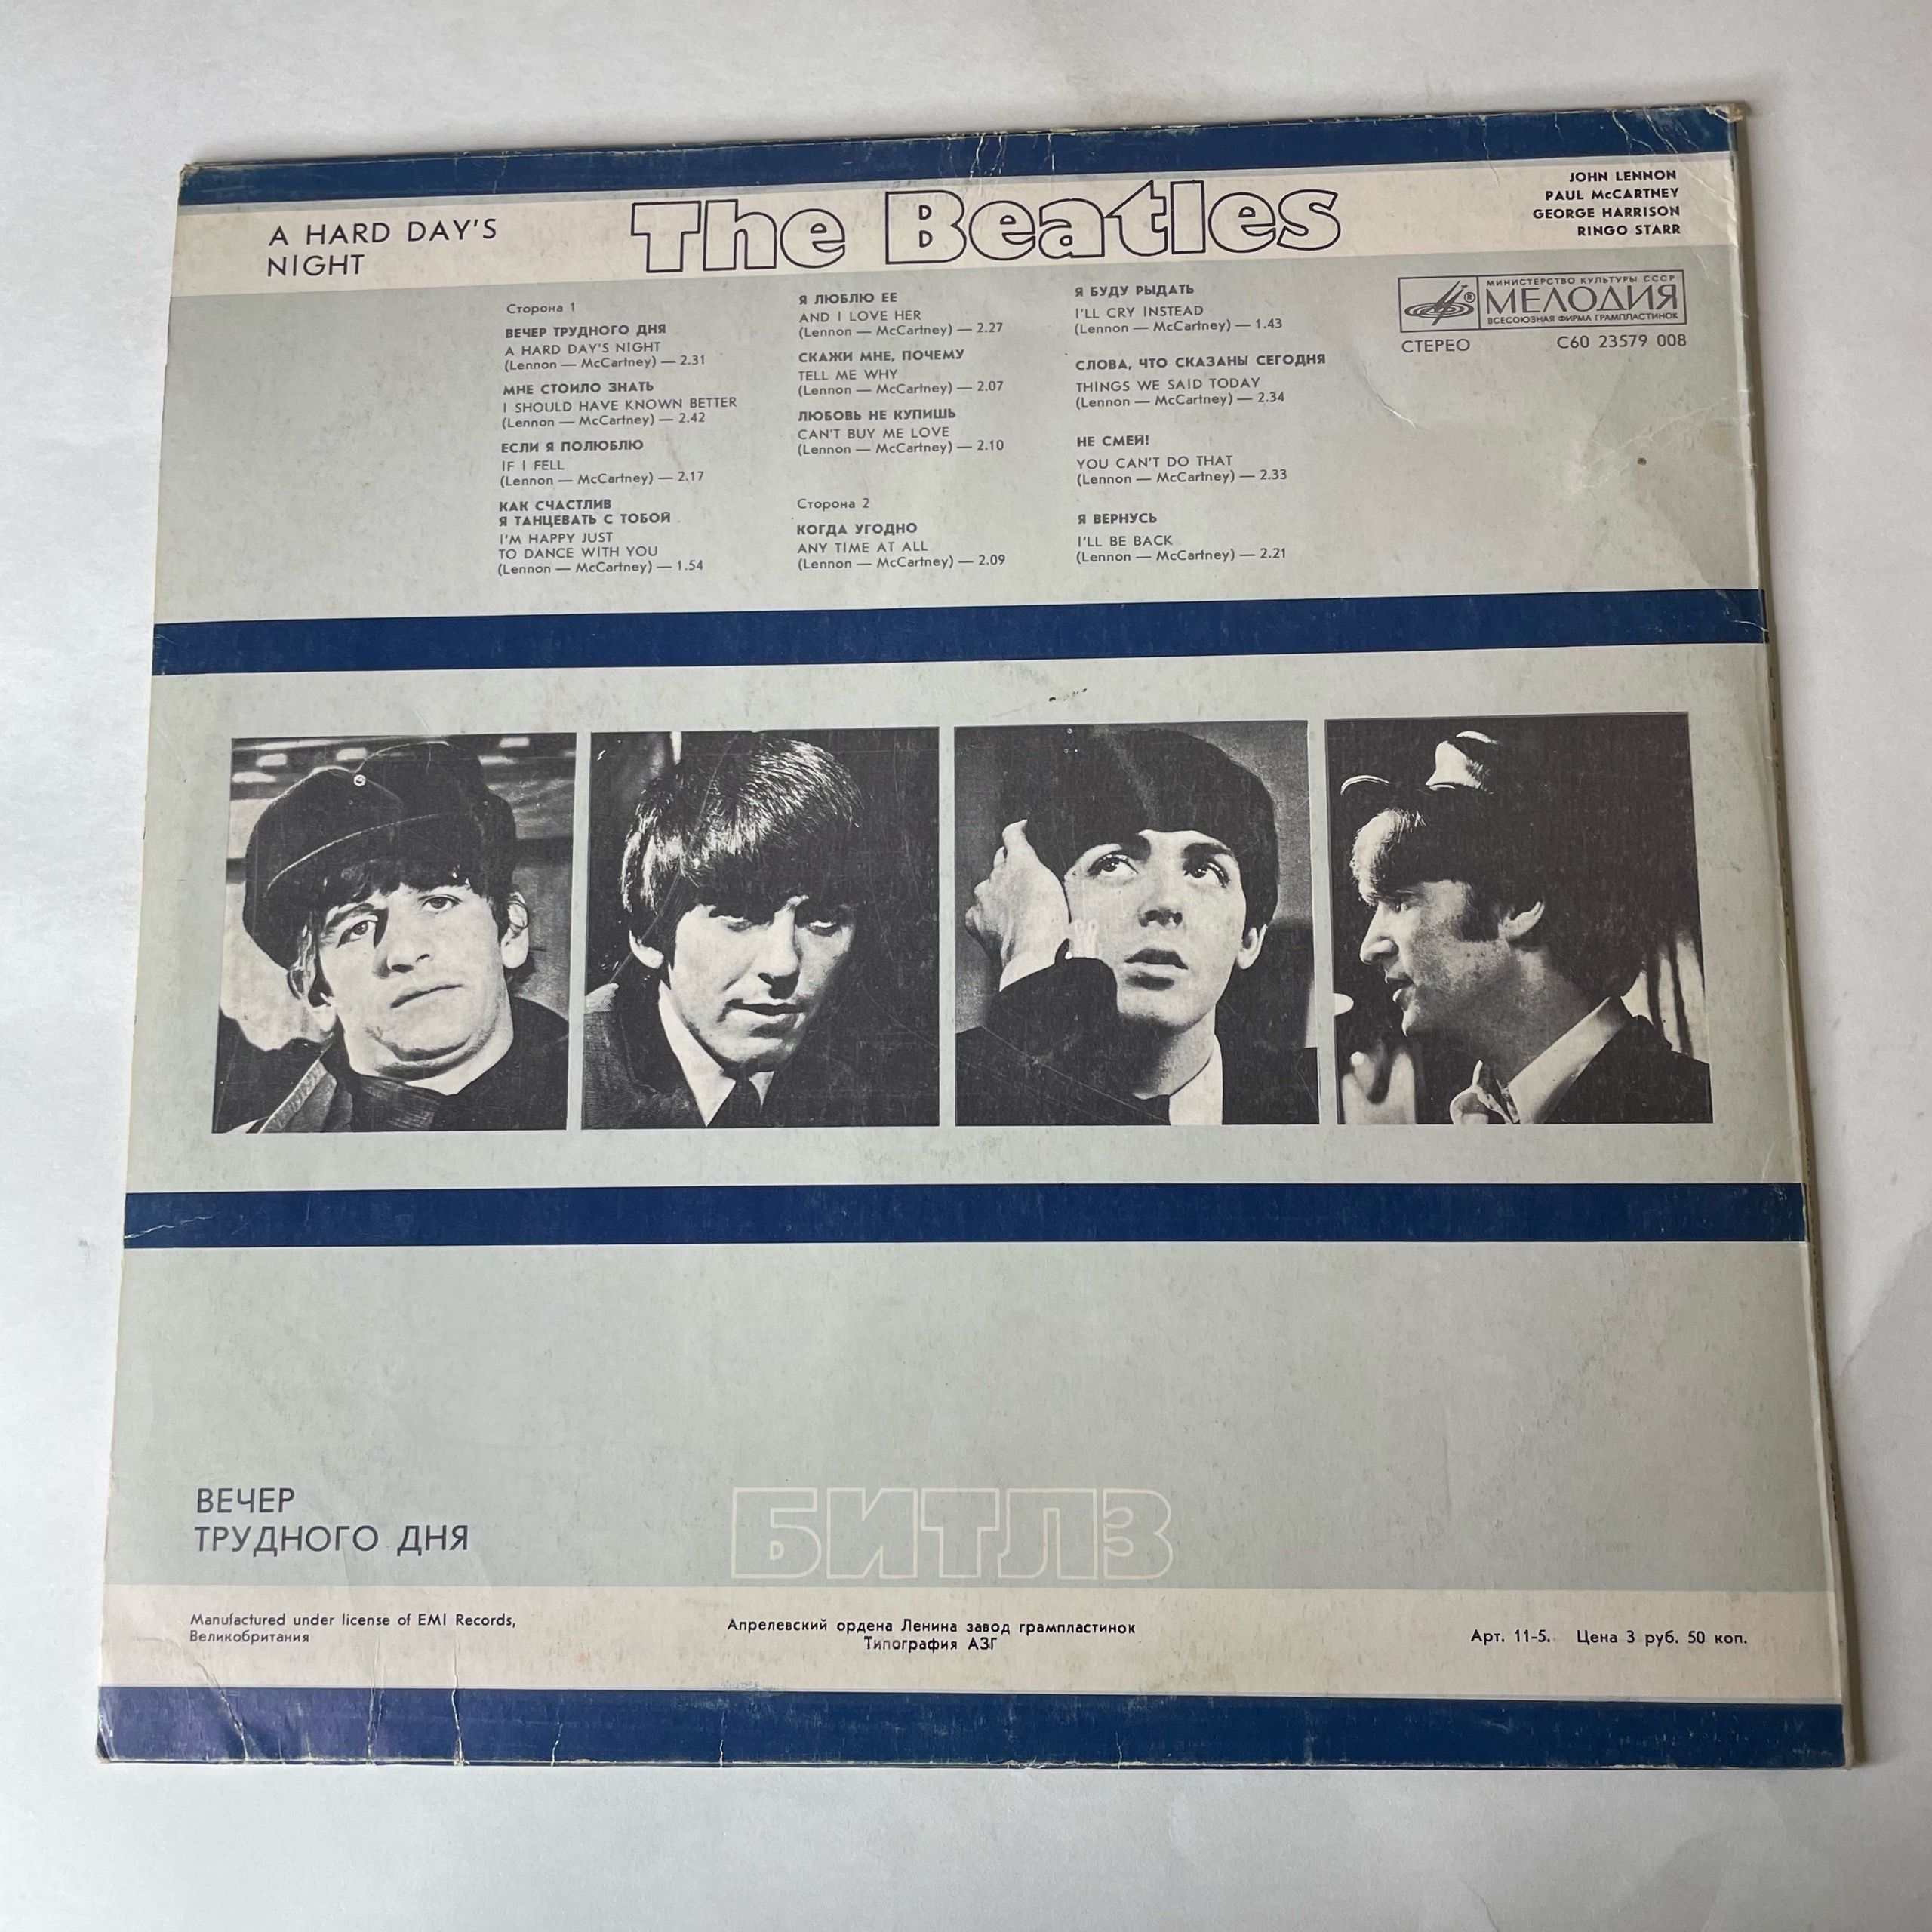 A HARD DAY'S
NIGHT
The Beatles
JOHN LENNON
PAUL McCARTNEY
GEORGE HARRISON
RINGO STARR
МИНИСТЕРСТВО КУЛЬТУРЫ СССР
®
МЕЛОДИЯ
ВСЕСОЮЗНАЯ ФИРМА ГРАМПЛАСТИНОК
СТЕРЕО
С60 23579 008
Сторона 1
ВЕЧЕР ТРУДНОГО ДНЯ
A HARD DAY'S NIGHT
(Lennon — McCartney) — 2.31
МНЕ СТОИЛО ЗНАТЬ
I SHOULD HAVE KNOWN BETTER
(Lennon — McCartney) — 2.42
ЕСЛИ Я ПОЛЮБЛЮ
IF I FELL
(Lennon — McCartney) — 2.17
КАК СЧАСТЛИВ
Я ТАНЦЕВАТЬ С ТОБОЙ
I'M HAPPY JUST
TO DANCE WITH YOU
(Lennon — McCartney) — 1.54
Я ЛЮБЛЮ ЕЕ
AND I LOVE HER
(Lennon — McCartney) — 2.27
СКАЖИ МНЕ, ПОЧЕМУ
TELL ME WHY
(Lennon — McCartney) — 2.07
ЛЮБОВЬ НЕ КУПИШЬ
CAN'T BUY ME LOVE
(Lennon — McCartney) — 2.10
Сторона 2
КОГДА УГОДНО
ANY TIME AT ALL
(Lennon — McCartney) — 2.09
Я БУДУ РЫДАТЬ
I'LL CRY INSTEAD
(Lennon — McCartney) — 1.43
СЛОВА, ЧТО СКАЗАНЫ СЕГОДНЯ
THINGS WE SAID TODAY
(Lennon — McCartney) — 2.34
НЕ СМЕЙ!
YOU CAN'T DO THAT
(Lennon — McCartney) — 2.33
Я ВЕРНУСЬ
I'LL BE BACK
(Lennon — McCartney) — 2.21
ВЕЧЕР
ТРУДНОГО ДНЯ
БИТЛЗ
Manufactured under license of EMI Records,
Великобритания
Апрелевский ордена Ленина завод грампластинок
Типография АЗГ
Арт. 11-5. Цена 3 руб. 50 коп.